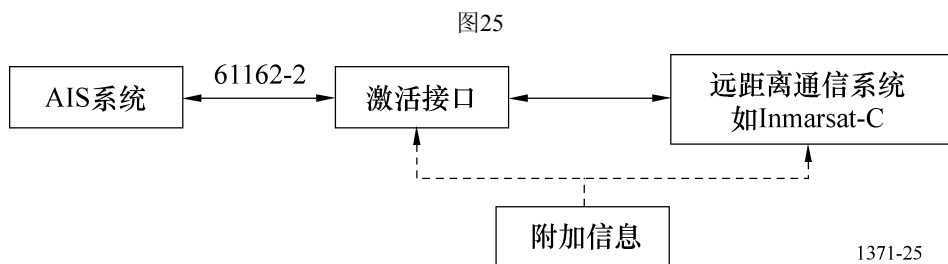 图25
61162-2
AIS系统
激活接口
远距离通信系统
如Inmarsat-C
附加信息
1371-25